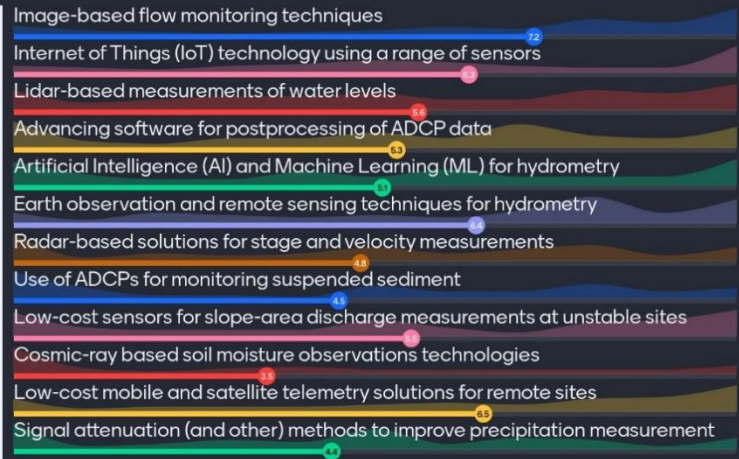 Image-based flow monitoring techniques
7.2
Internet of Things (IoT) technology using a range of sensors
6.3
Lidar-based measurements of water levels
5.6
Advancing software for postprocessing of ADCP data
5.3
Artificial Intelligence (AI) and Machine Learning (ML) for hydrometry
5.1
Earth observation and remote sensing techniques for hydrometry
6.4
Radar-based solutions for stage and velocity measurements
4.8
Use of ADCPs for monitoring suspended sediment
4.5
Low-cost sensors for slope-area discharge measurements at unstable sites
5.5
Cosmic-ray based soil moisture observations technologies
3.5
Low-cost mobile and satellite telemetry solutions for remote sites
6.5
Signal attenuation (and other) methods to improve precipitation measurement
4.4